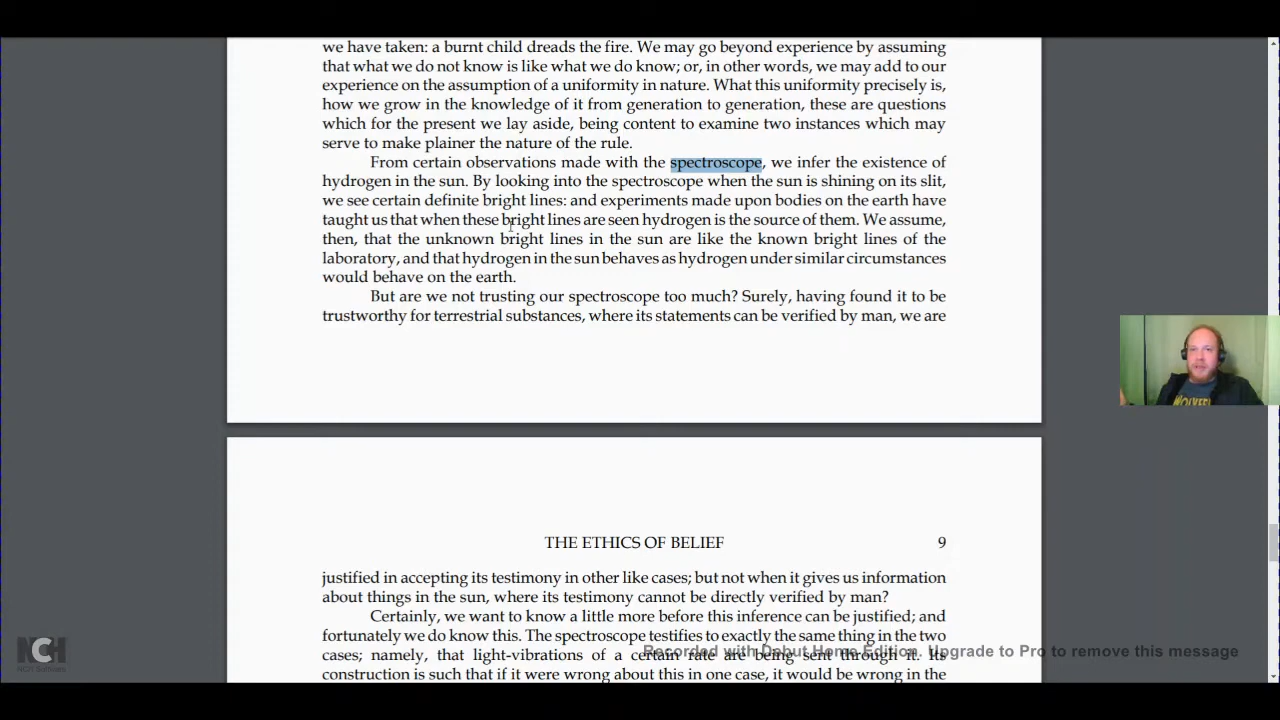 we have taken: a burnt child dreads the fire. We may go beyond experience by assuming
that what we do not know is like what we do know; or, in other words, we may add to our
experience on the assumption of a uniformity in nature. What this uniformity precisely is,
how we grow in the knowledge of it from generation to generation, these are questions
which for the present we lay aside, being content to examine two instances which may
serve to make plainer the nature of the rule.
From certain observations made with the spectroscope, we infer the existence of
hydrogen in the sun. By looking into the spectroscope when the sun is shining on its slit,
we see certain definite bright lines: and experiments made upon bodies on the earth have
taught us that when these bright lines are seen hydrogen is the source of them. We assume,
then, that the unknown bright lines in the sun are like the known bright lines of the
laboratory, and that hydrogen in the sun behaves as hydrogen under similar circumstances
would behave on the earth.
But are we not trusting our spectroscope too much? Surely, having found it to be
trustworthy for terrestrial substances, where its statements can be verified by man, we are
THE ETHICS OF BELIEF 9
justified in accepting its testimony in other like cases; but not when it gives us information
about things in the sun, where its testimony cannot be directly verified by man?
Certainly, we want to know a little more before this inference can be justified; and
fortunately we do know this. The spectroscope testifies to exactly the same thing in the two
cases; namely, that light-vibrations of a certain rate are being sent through it. Its
construction is such that if it were wrong about this in one case, it would be wrong in the
Recorded with Debut Home Edition. Upgrade to Pro to remove this message
NCH